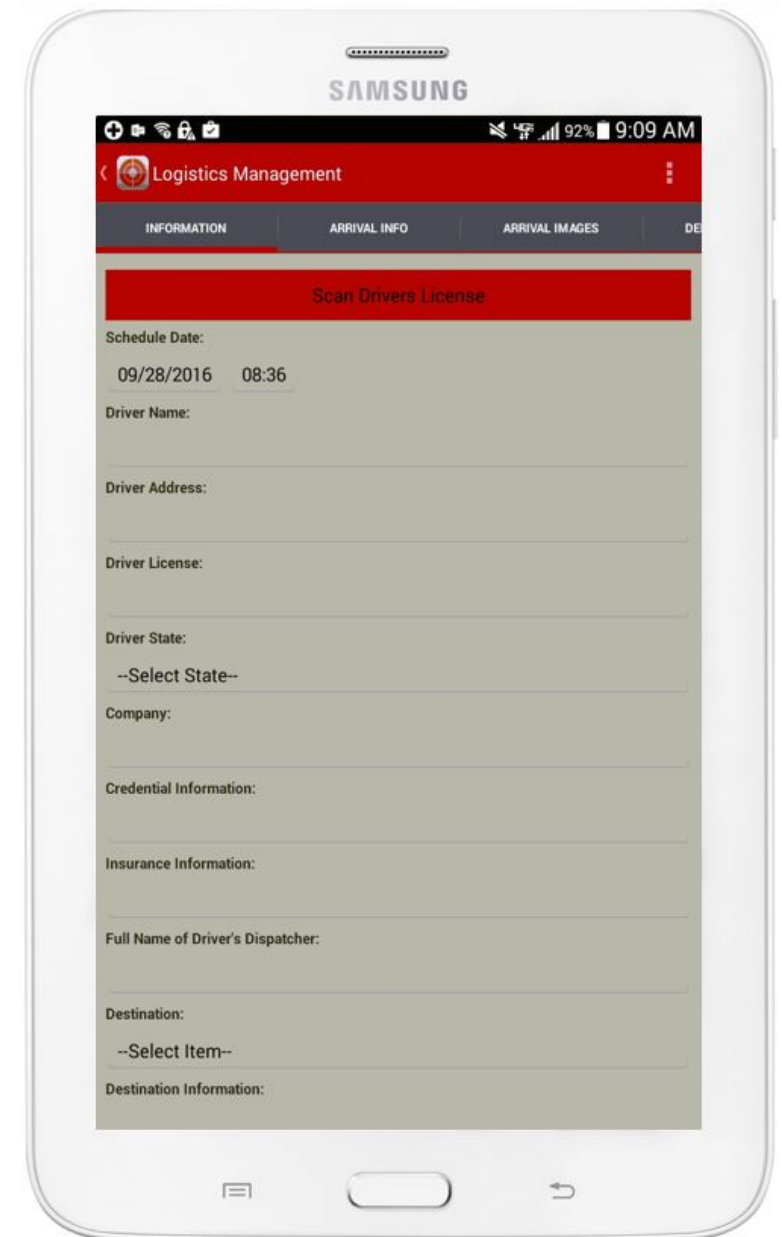 SAMSUNG
92% 9:09 AM
Logistics Management
INFORMATION ARRIVAL INFO ARRIVAL IMAGES DE
Scan Drivers License
Schedule Date:
09/28/2016 08:36
Driver Name:
Driver Address:
Driver License:
Driver State:
--Select State--
Company:
Credential Information:
Insurance Information:
Full Name of Driver's Dispatcher:
Destination:
--Select Item--
Destination Information: